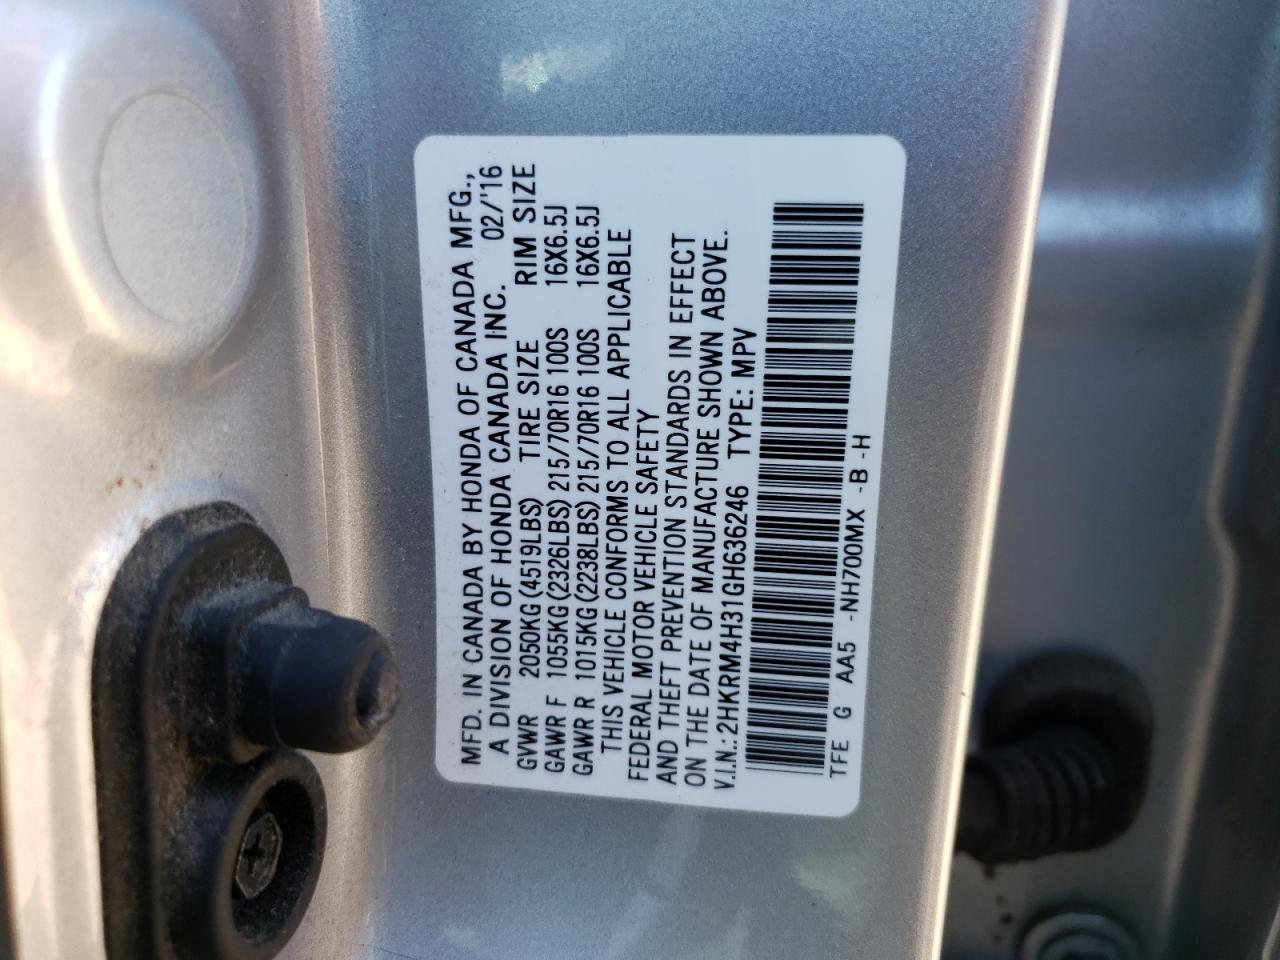 MFD. IN CANADA BY HONDA OF CANADA MFG.,
A DIVISION OF HONDA CANADA INC. 02/'16
GVWR 2050KG (4519LBS) TIRE SIZE RIM SIZE
GAWR F 1055KG (2326LBS) 215/70R16 100S 16X6.5J
GAWR R 1015KG (2238LBS) 215/70R16 100S 16X6.5J
THIS VEHICLE CONFORMS TO ALL APPLICABLE
FEDERAL MOTOR VEHICLE SAFETY
AND THEFT PREVENTION STANDARDS IN EFFECT
ON THE DATE OF MANUFACTURE SHOWN ABOVE.
V.I.N.: 2HKRM4H31GH636246 TYPE: MPV
TFE G AA5 -NH700MX -B -H